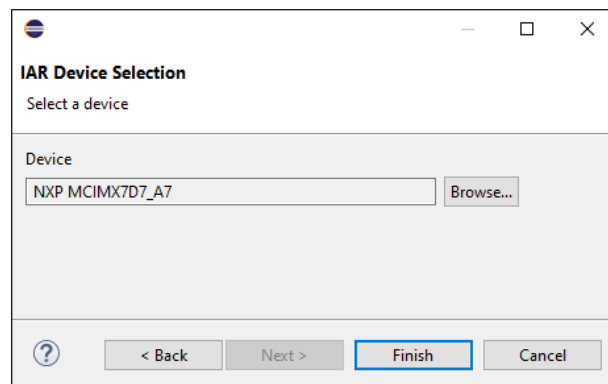 IAR Device Selection
Select a device
Device
NXP MCIMX7D7_A7 Browse...
? < Back Next > Finish Cancel